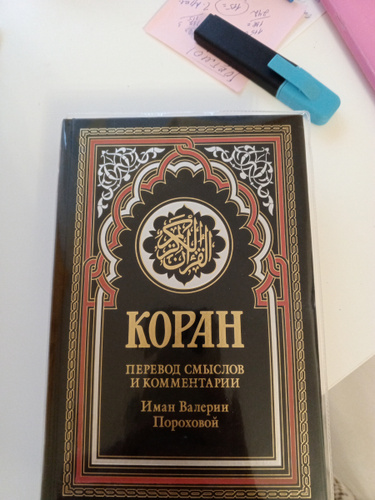 القرآن الكريم
КОРАН
ПЕРЕВОД СМЫСЛОВ
И КОММЕНТАРИИ
Иман Валерии
Пороховой